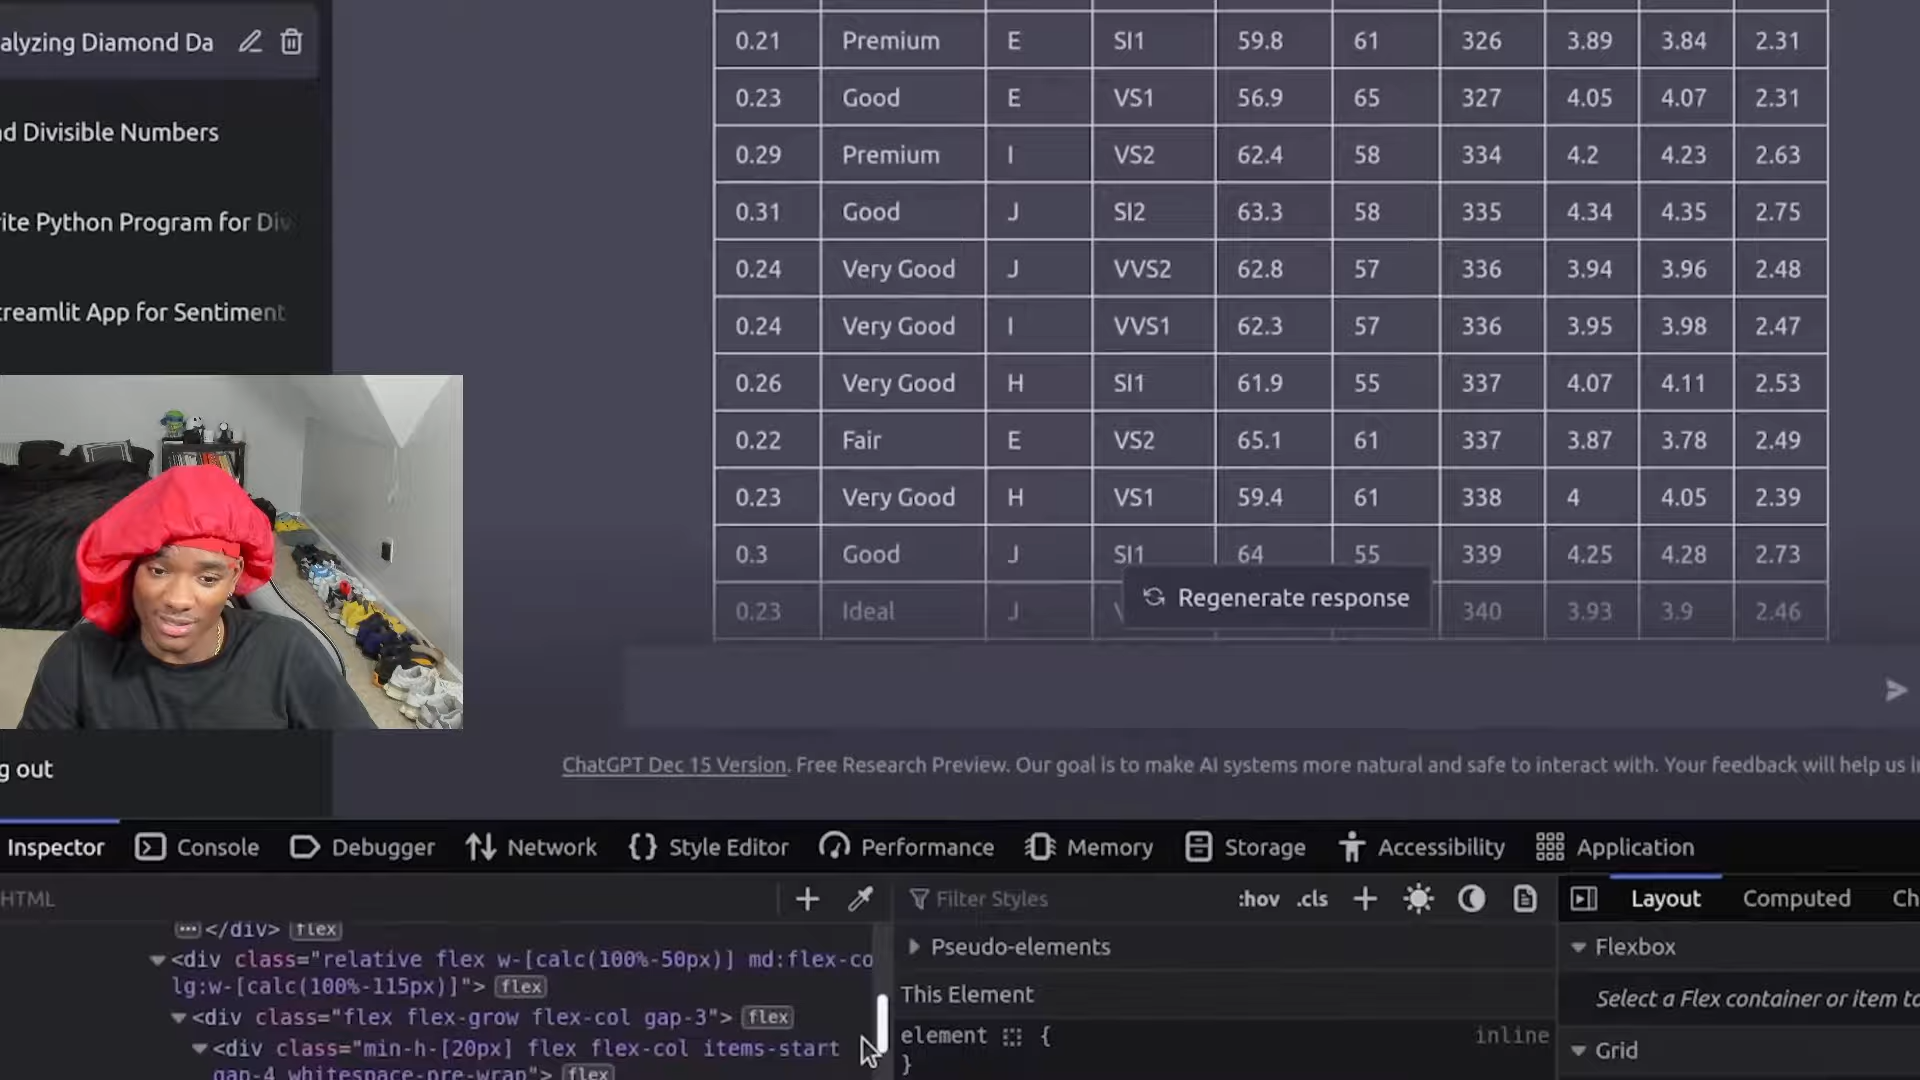 alyzing Diamond Da
nd Divisible Numbers
ite Python Program for Div
treamlit App for Sentiment
g out
0.21 Premium E SI1 59.8 61 326 3.89 3.84 2.31
0.23 Good E VS1 56.9 65 327 4.05 4.07 2.31
0.29 Premium I VS2 62.4 58 334 4.2 4.23 2.63
0.31 Good J SI2 63.3 58 335 4.34 4.35 2.75
0.24 Very Good J VVS2 62.8 57 336 3.94 3.96 2.48
0.24 Very Good I VVS1 62.3 57 336 3.95 3.98 2.47
0.26 Very Good H SI1 61.9 55 337 4.07 4.11 2.53
0.22 Fair E VS2 65.1 61 337 3.87 3.78 2.49
0.23 Very Good H VS1 59.4 61 338 4 4.05 2.39
0.3 Good J SI1 64 55 339 4.25 4.28 2.73
0.23 Ideal J 340 3.93 3.9 2.46
Regenerate response
ChatGPT Dec 15 Version. Free Research Preview. Our goal is to make AI systems more natural and safe to interact with. Your feedback will help us i
Inspector Console Debugger Network Style Editor Performance Memory Storage Accessibility Application
HTML
</div> flex
<div class="relative flex w-[calc(100%-50px)] md:flex-co
lg:w-[calc(100%-115px)]"> flex
<div class="flex flex-grow flex-col gap-3"> flex
<div class="min-h-[20px] flex flex-col items-start
gap-4 whitespace-pre-wrap"> flex
Filter Styles :hov .cls
Pseudo-elements
This Element
element { inline
}
Layout Computed Ch
Flexbox
Select a Flex container or item to
Grid